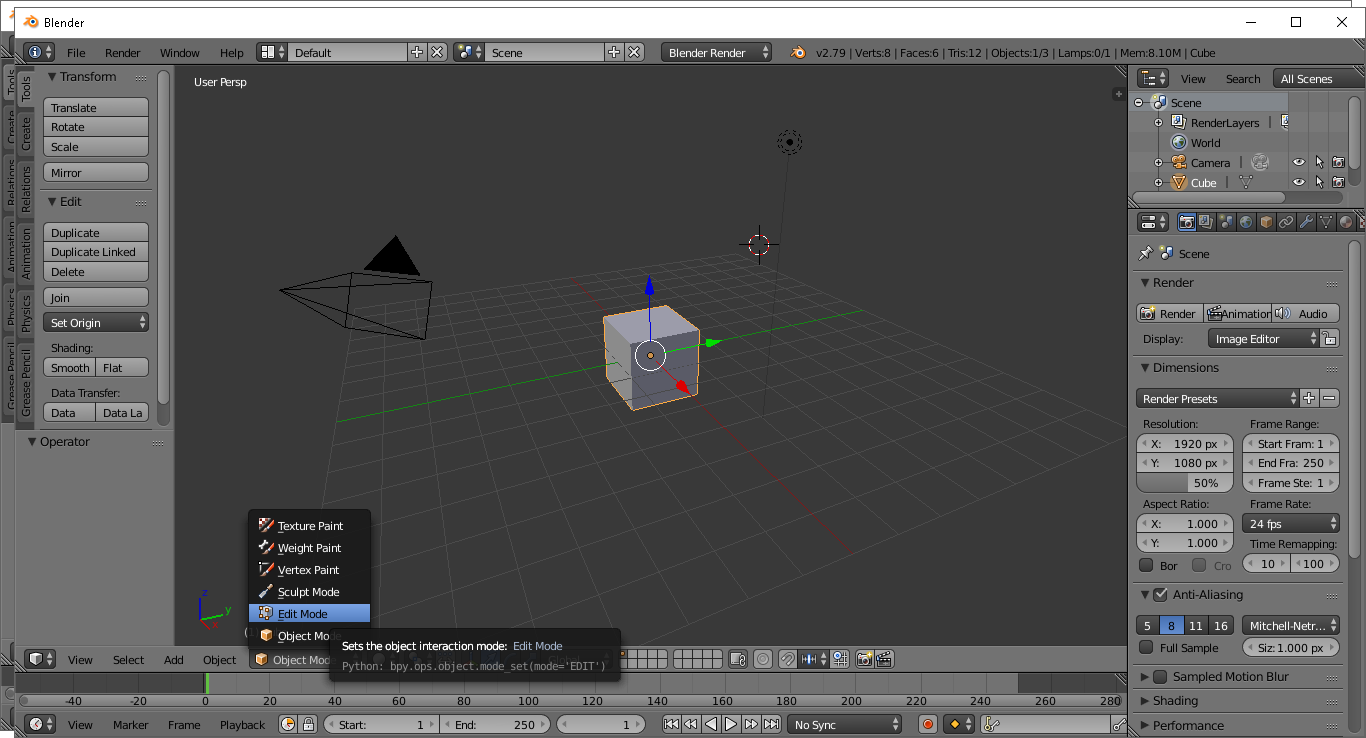 Blender
File Render Window Help Default Scene Blender Render v2.79 | Verts:8 | Faces:6 | Tris:12 | Objects:1/3 | Lamps:0/1 | Mem:8.10M | Cube
Tools
Create
Relations
Animation
Physics
Grease Pencil
Tools
Create
Relations
Animation
Physics
Grease Pencil
Transform
Translate
Rotate
Scale
Mirror
Edit
Duplicate
Duplicate Linked
Delete
Join
Set Origin
Shading:
Smooth Flat
Data Transfer:
Data Data La
Operator
User Persp
z
y
x
Texture Paint
Weight Paint
Vertex Paint
Sculpt Mode
Edit Mode
Object Mode
Sets the object interaction mode: Edit Mode
Python: bpy.ops.object.mode_set(mode='EDIT')
View Select Add Object Object Mod
-40 -20 0 20 40 60 80 100 120 140 160 180 200 220 240 260 280
View Marker Frame Playback Start: 1 End: 250 1 No Sync
View Search All Scenes
Scene
RenderLayers |
World
Camera |
Cube |
Scene
Render
Render Animation Audio
Display: Image Editor
Dimensions
Render Presets
Resolution: Frame Range:
X: 1920 px Start Fram: 1
Y: 1080 px End Fra: 250
50% Frame Ste: 1
Aspect Ratio: Frame Rate:
X: 1.000 24 fps
Y: 1.000 Time Remapping:
Bor Cro 10 100
Anti-Aliasing
5 8 11 16 Mitchell-Netr...
Full Sample Siz: 1.000 px
Sampled Motion Blur
Shading
Performance